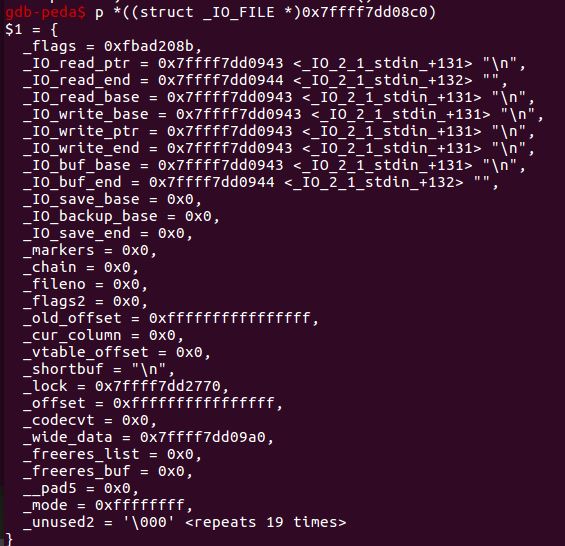 gdb-peda$ p *((struct _IO_FILE *)0x7ffff7dd08c0)
$1 = {
  _flags = 0xfbad208b,
  _IO_read_ptr = 0x7ffff7dd0943 <_IO_2_1_stdin_+131> "\n",
  _IO_read_end = 0x7ffff7dd0944 <_IO_2_1_stdin_+132> "",
  _IO_read_base = 0x7ffff7dd0943 <_IO_2_1_stdin_+131> "\n",
  _IO_write_base = 0x7ffff7dd0943 <_IO_2_1_stdin_+131> "\n",
  _IO_write_ptr = 0x7ffff7dd0943 <_IO_2_1_stdin_+131> "\n",
  _IO_write_end = 0x7ffff7dd0943 <_IO_2_1_stdin_+131> "\n",
  _IO_buf_base = 0x7ffff7dd0943 <_IO_2_1_stdin_+131> "\n",
  _IO_buf_end = 0x7ffff7dd0944 <_IO_2_1_stdin_+132> "",
  _IO_save_base = 0x0,
  _IO_backup_base = 0x0,
  _IO_save_end = 0x0,
  _markers = 0x0,
  _chain = 0x0,
  _fileno = 0x0,
  _flags2 = 0x0,
  _old_offset = 0xffffffffffffffff,
  _cur_column = 0x0,
  _vtable_offset = 0x0,
  _shortbuf = "\n",
  _lock = 0x7ffff7dd2770,
  _offset = 0xffffffffffffffff,
  _codecvt = 0x0,
  _wide_data = 0x7ffff7dd09a0,
  _freeres_list = 0x0,
  _freeres_buf = 0x0,
  __pad5 = 0x0,
  _mode = 0xffffffff,
  _unused2 = '\000' <repeats 19 times>
}